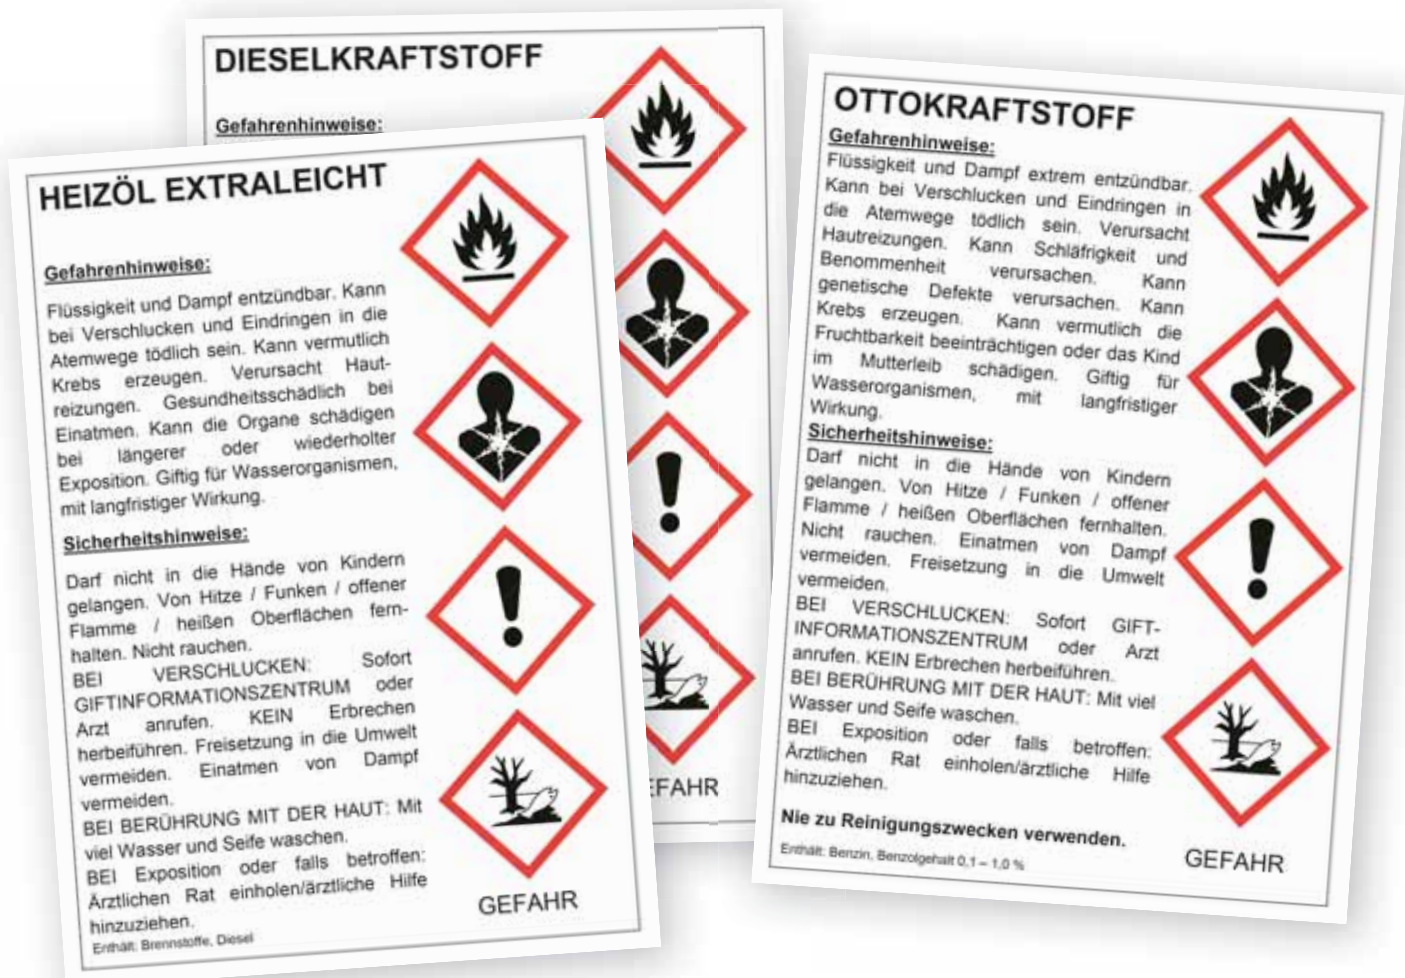 DIESELKRAFTSTOFF
Gefahrenhinweise:
EFAHR
HEIZÖL EXTRALEICHT
Gefahrenhinweise:
Flüssigkeit und Dampf entzündbar. Kann
bei Verschlucken und Eindringen in die
Atemwege tödlich sein. Kann vermutlich
Krebs erzeugen. Verursacht Haut-
reizungen. Gesundheitsschädlich bei
Einatmen. Kann die Organe schädigen
bei längerer oder wiederholter
Exposition. Giftig für Wasserorganismen,
mit langfristiger Wirkung.
Sicherheitshinweise:
Darf nicht in die Hände von Kindern
gelangen. Von Hitze / Funken / offener
Flamme / heißen Oberflächen fern-
halten. Nicht rauchen.
BEI VERSCHLUCKEN: Sofort
GIFTINFORMATIONSZENTRUM oder
Arzt anrufen. KEIN Erbrechen
herbeiführen. Freisetzung in die Umwelt
vermeiden. Einatmen von Dampf
vermeiden.
BEI BERÜHRUNG MIT DER HAUT: Mit
viel Wasser und Seife waschen.
BEI Exposition oder falls betroffen:
Ärztlichen Rat einholen/ärztliche Hilfe
hinzuziehen.
Enthält: Brennstoffe, Diesel
GEFAHR
OTTOKRAFTSTOFF
Gefahrenhinweise:
Flüssigkeit und Dampf extrem entzündbar.
Kann bei Verschlucken und Eindringen in
die Atemwege tödlich sein. Verursacht
Hautreizungen. Kann Schläfrigkeit und
Benommenheit verursachen. Kann
genetische Defekte verursachen. Kann
Krebs erzeugen. Kann vermutlich die
Fruchtbarkeit beeinträchtigen oder das Kind
im Mutterleib schädigen. Giftig für
Wasserorganismen, mit langfristiger
Wirkung.
Sicherheitshinweise:
Darf nicht in die Hände von Kindern
gelangen. Von Hitze / Funken / offener
Flamme / heißen Oberflächen fernhalten.
Nicht rauchen. Einatmen von Dampf
vermeiden. Freisetzung in die Umwelt
vermeiden.
BEI VERSCHLUCKEN: Sofort GIFT-
INFORMATIONSZENTRUM oder Arzt
anrufen. KEIN Erbrechen herbeiführen.
BEI BERÜHRUNG MIT DER HAUT: Mit viel
Wasser und Seife waschen.
BEI Exposition oder falls betroffen:
Ärztlichen Rat einholen/ärztliche Hilfe
hinzuziehen.
Nie zu Reinigungszwecken verwenden.
Enthält: Benzin, Benzolgehalt 0,1 – 1,0 %
GEFAHR